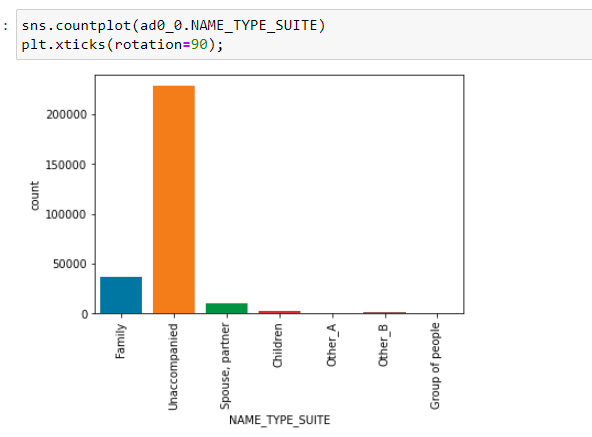 : sns.countplot(ad0_0.NAME_TYPE_SUITE)
plt.xticks(rotation=90);
200000
150000
100000
50000
0
count
Family
Unaccompanied
Spouse, partner
Children
Other_A
Other_B
Group of people
NAME_TYPE_SUITE